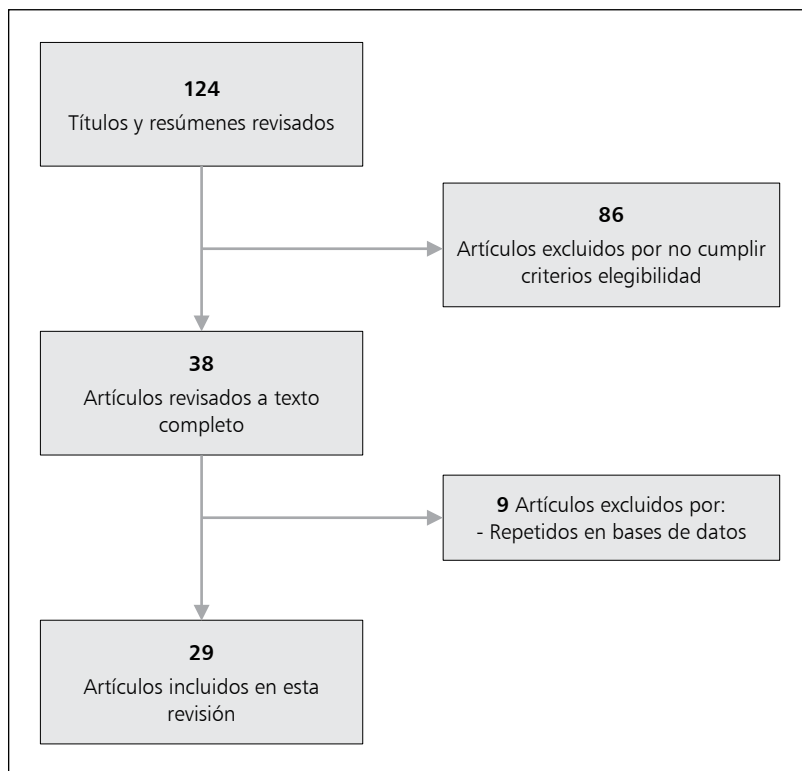 124
Títulos y resúmenes revisados
86
Artículos excluidos por no cumplir
criterios elegibilidad
38
Artículos revisados a texto
completo
9 Artículos excluidos por:
- Repetidos en bases de datos
29
Artículos incluidos en esta
revisión